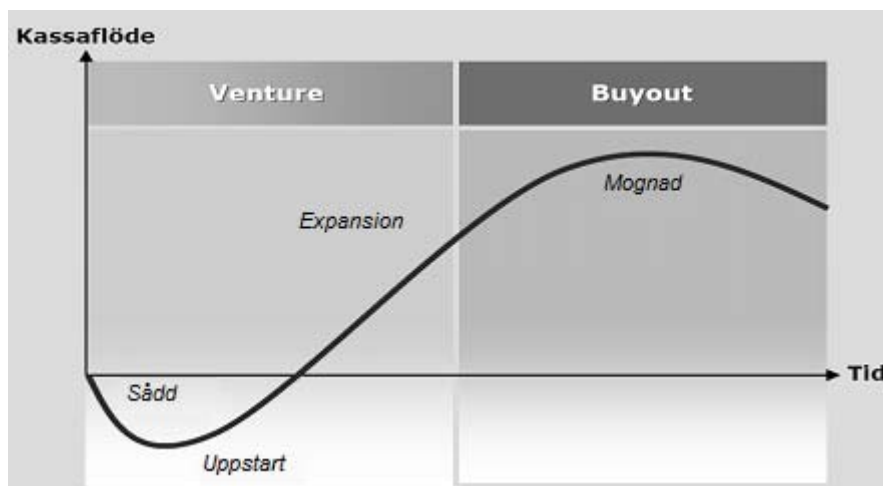 Kassaflöde
Venture
Buyout
Mognad
Expansion
Tid
Sådd
Uppstart